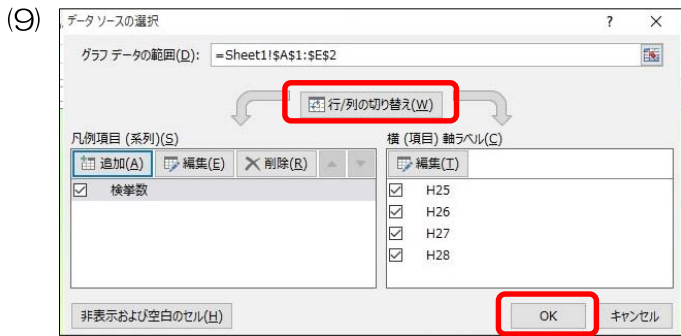 (9)
データ ソースの選択 ? ×
グラフ データの範囲(D): =Sheet1!$A$1:$E$2
行/列の切り替え(W)
凡例項目 (系列)(S) 横 (項目) 軸ラベル(C)
追加(A) 編集(E) 削除(R) 編集(T)
検挙数 H25
H26
H27
H28
非表示および空白のセル(H) OK キャンセル